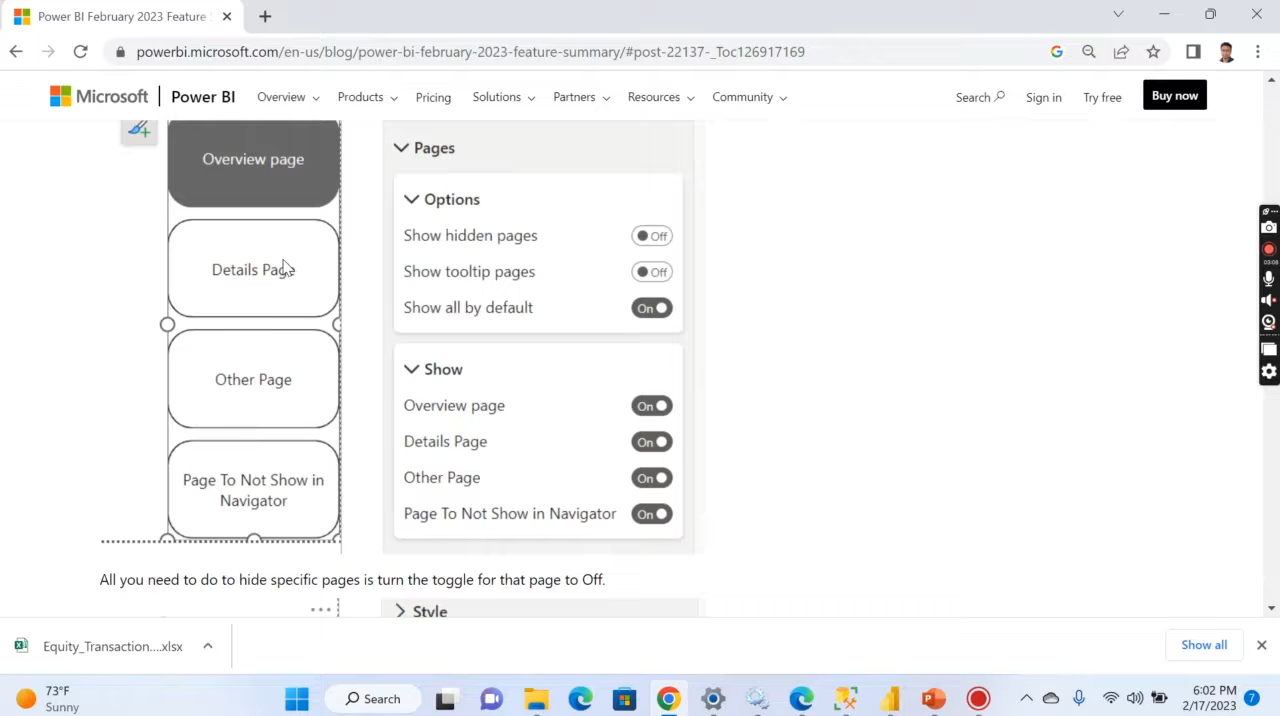 Power BI February 2023 Feature
powerbi.microsoft.com/en-us/blog/power-bi-february-2023-feature-summary/#post-22137-_Toc126917169
Microsoft
Power BI
Overview
Products
Pricing
Solutions
Partners
Resources
Community
Search
Sign in
Try free
Buy now
Overview page
Details Page
Other Page
Page To Not Show in
Navigator
Pages
Options
Show hidden pages Off
Show tooltip pages Off
Show all by default On
Show
Overview page On
Details Page On
Other Page On
Page To Not Show in Navigator On
All you need to do to hide specific pages is turn the toggle for that page to Off.
Style
Equity_Transaction....xlsx
Show all
73°F
Sunny
Search
6:02 PM
2/17/2023
7